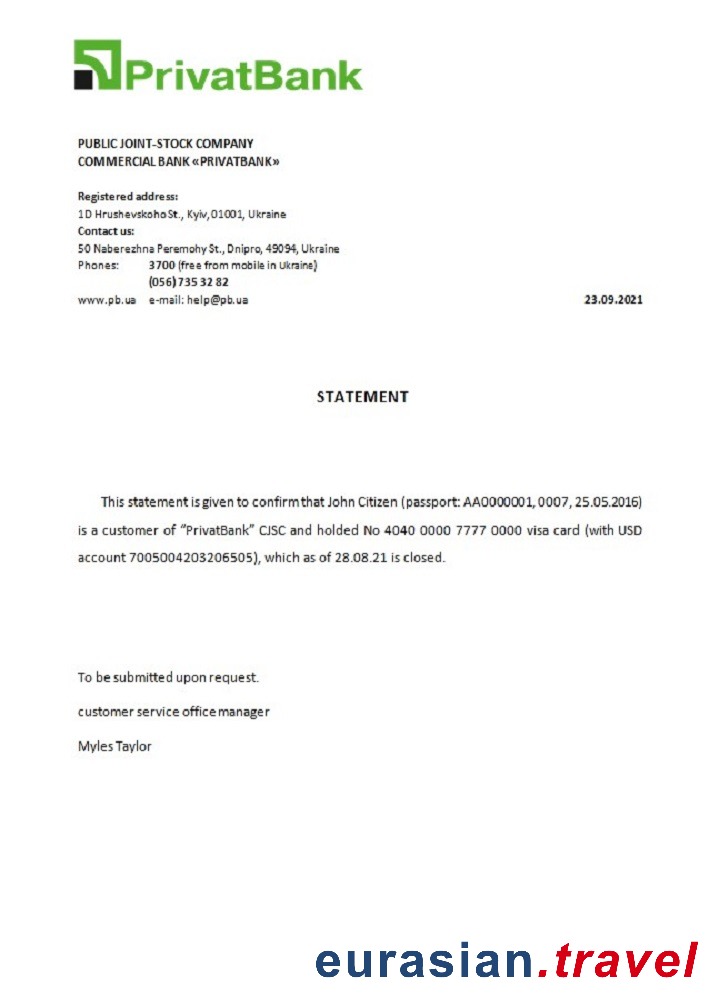 PrivatBank
PUBLIC JOINT-STOCK COMPANY
COMMERCIAL BANK «PRIVATBANK»
Registered address:
1D Hrushevskoho St., Kyiv, 01001, Ukraine
Contact us:
50 Naberezhna Peremohy St., Dnipro, 49094, Ukraine
Phones: 3700 (free from mobile in Ukraine)
(056) 735 32 82
www.pb.ua e-mail: help@pb.ua 23.09.2021
STATEMENT
This statement is given to confirm that John Citizen (passport: AA0000001, 0007, 25.05.2016)
is a customer of "PrivatBank" CJSC and holded No 4040 0000 7777 0000 visa card (with USD
account 7005004203206505), which as of 28.08.21 is closed.
To be submitted upon request.
customer service office manager
Myles Taylor
eurasian.travel